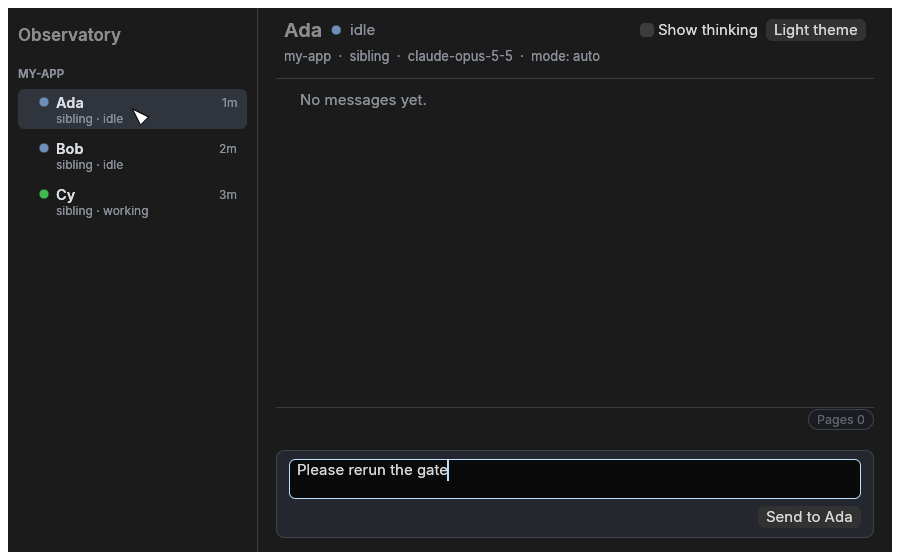 Observatory
MY-APP
Ada 1m
sibling · idle
Bob 2m
sibling · idle
Cy 3m
sibling · working
Ada idle
Show thinking
Light theme
my-app · sibling · claude-opus-5-5 · mode: auto
No messages yet.
Pages 0
Please rerun the gate
Send to Ada